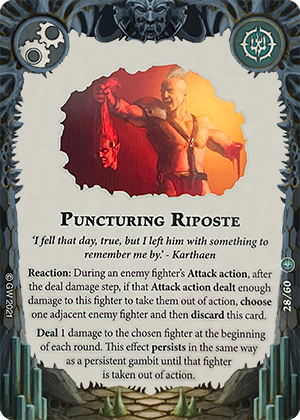 PUNCTURING RIPOSTE
'I fell that day, true, but I left him with something to
remember me by.' - Karthaen
Reaction: During an enemy fighter's Attack action, after
the deal damage step, if that Attack action dealt enough
damage to this fighter to take them out of action, choose
one adjacent enemy fighter and then discard this card.
Deal 1 damage to the chosen fighter at the beginning
of each round. This effect persists in the same way
as a persistent gambit until that fighter
is taken out of action.
© GW 2021
28/60